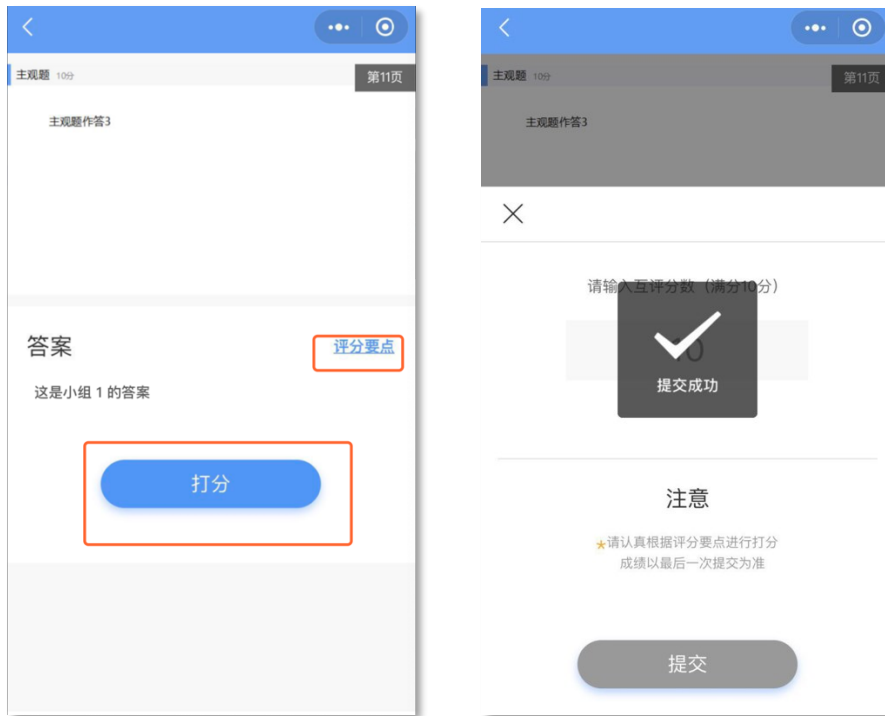 主观题 10分
第11页
主观题作答3
答案
评分要点
这是小组 1 的答案
打分
主观题 10分
第11页
主观题作答3
请输入互评分数（满分10分）
10
提交成功
注意
★请认真根据评分要点进行打分
成绩以最后一次提交为准
提交